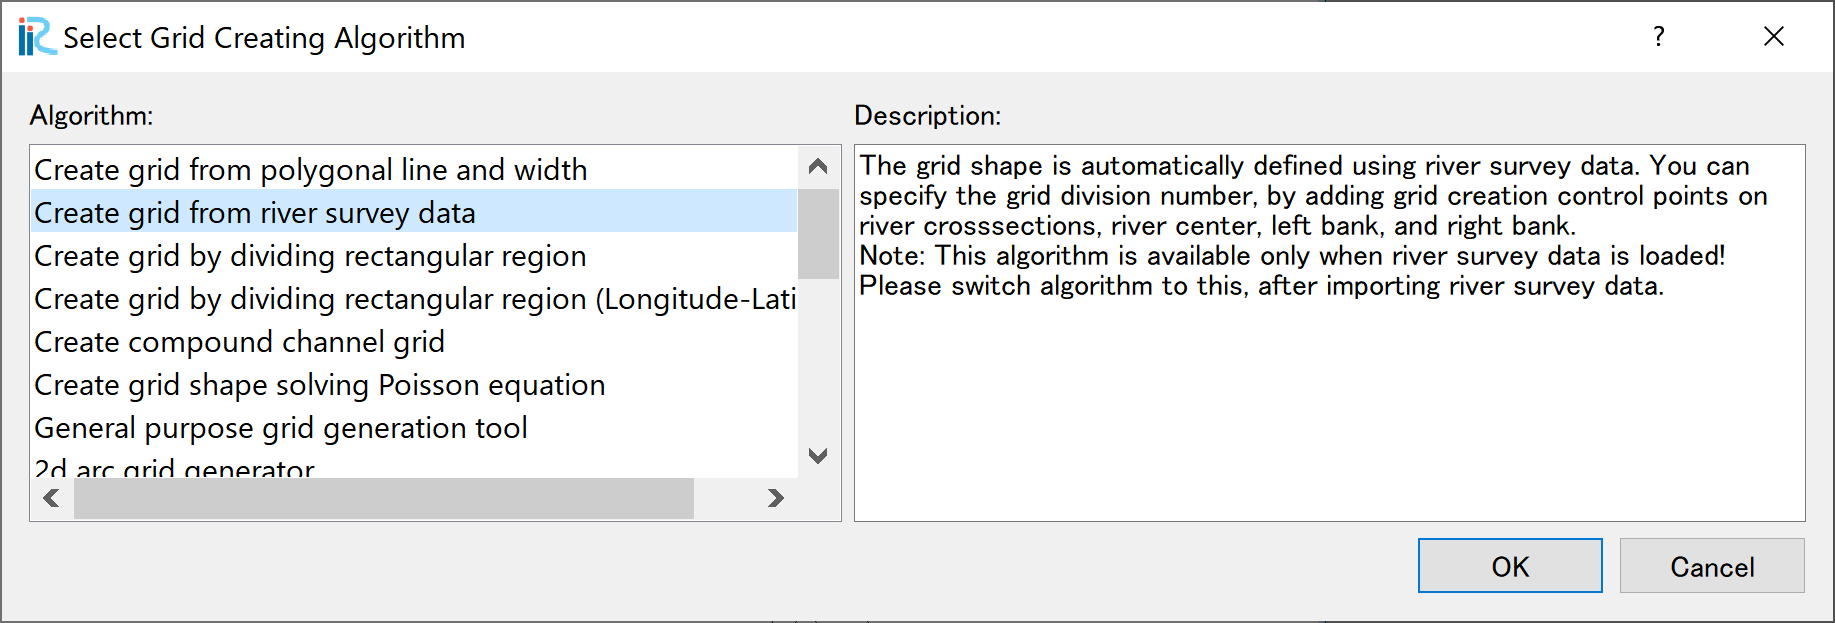 iRIC Select Grid Creating Algorithm
?
Algorithm:
Create grid from polygonal line and width
Create grid from river survey data
Create grid by dividing rectangular region
Create grid by dividing rectangular region (Longitude-Lati
Create compound channel grid
Create grid shape solving Poisson equation
General purpose grid generation tool
2d arc grid generator
Description:
The grid shape is automatically defined using river survey data. You can
specify the grid division number, by adding grid creation control points on
river crosssections, river center, left bank, and right bank.
Note: This algorithm is available only when river survey data is loaded!
Please switch algorithm to this, after importing river survey data.
OK
Cancel